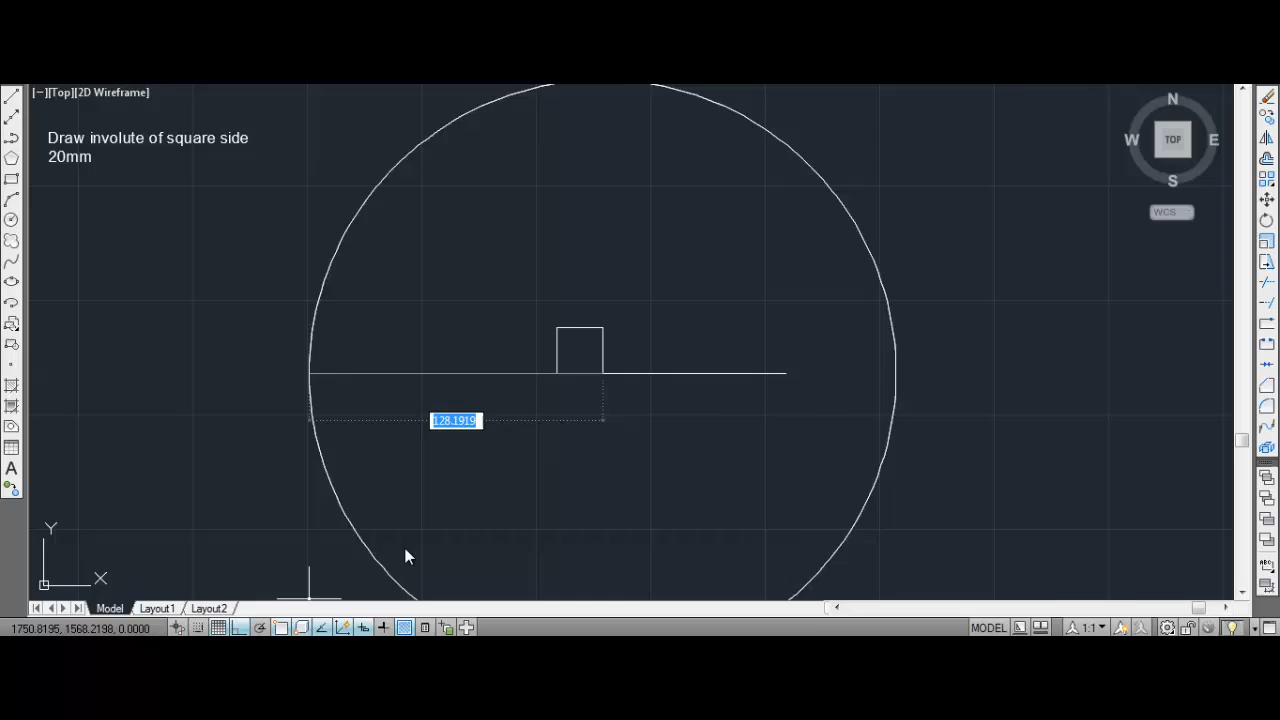 [−][Top][2D Wireframe]
N
W
TOP
E
S
WCS
Draw involute of square side
20mm
128.1919
A
Y
X
Model
Layout1
Layout2
1750.8195, 1568.2198, 0.0000
MODEL
1:1
ABC